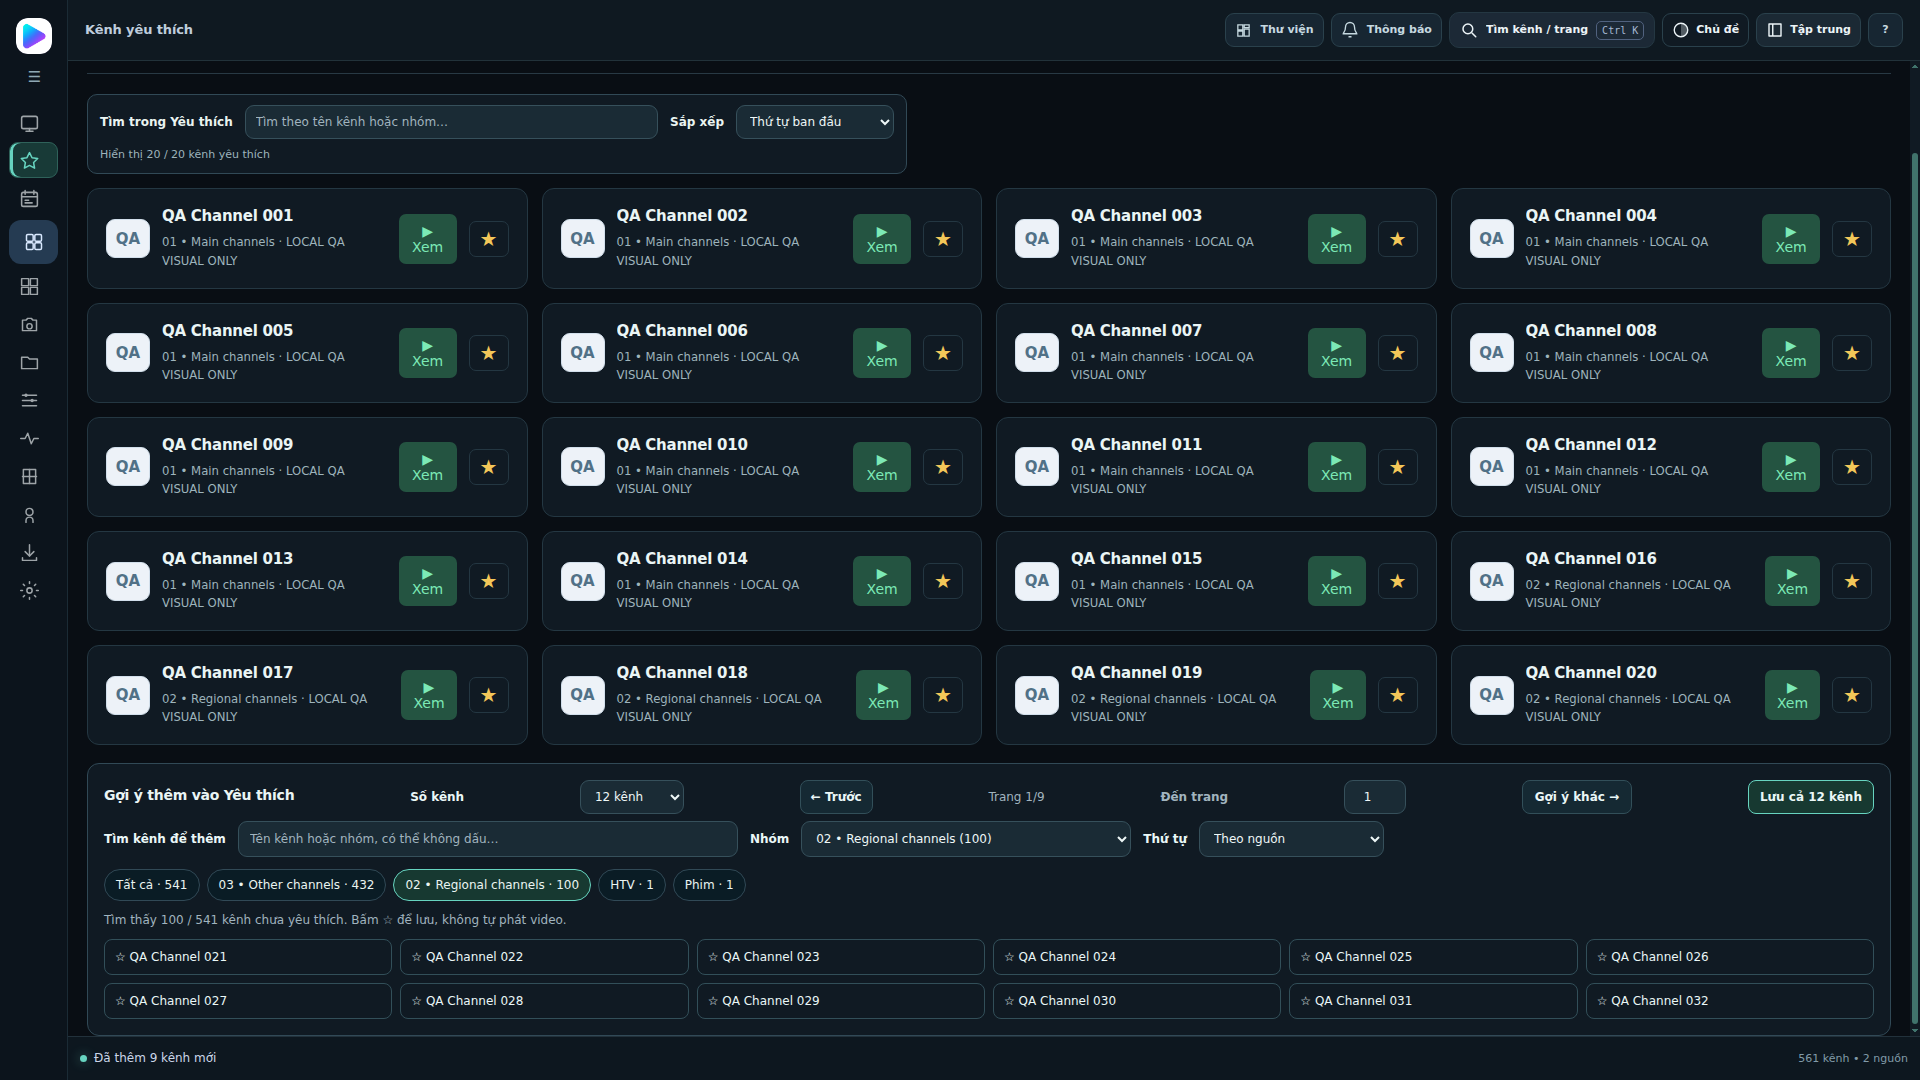 Kênh yêu thích
Thư viện
Thông báo
Tìm kênh / trang Ctrl K
Chủ đề
Tập trung
?
Tìm trong Yêu thích
Tìm theo tên kênh hoặc nhóm...
Sắp xếp
Thứ tự ban đầu
Hiển thị 20 / 20 kênh yêu thích
QA
QA Channel 001
01 • Main channels · LOCAL QA
VISUAL ONLY
▶
Xem
★
QA
QA Channel 002
01 • Main channels · LOCAL QA
VISUAL ONLY
▶
Xem
★
QA
QA Channel 003
01 • Main channels · LOCAL QA
VISUAL ONLY
▶
Xem
★
QA
QA Channel 004
01 • Main channels · LOCAL QA
VISUAL ONLY
▶
Xem
★
QA
QA Channel 005
01 • Main channels · LOCAL QA
VISUAL ONLY
▶
Xem
★
QA
QA Channel 006
01 • Main channels · LOCAL QA
VISUAL ONLY
▶
Xem
★
QA
QA Channel 007
01 • Main channels · LOCAL QA
VISUAL ONLY
▶
Xem
★
QA
QA Channel 008
01 • Main channels · LOCAL QA
VISUAL ONLY
▶
Xem
★
QA
QA Channel 009
01 • Main channels · LOCAL QA
VISUAL ONLY
▶
Xem
★
QA
QA Channel 010
01 • Main channels · LOCAL QA
VISUAL ONLY
▶
Xem
★
QA
QA Channel 011
01 • Main channels · LOCAL QA
VISUAL ONLY
▶
Xem
★
QA
QA Channel 012
01 • Main channels · LOCAL QA
VISUAL ONLY
▶
Xem
★
QA
QA Channel 013
01 • Main channels · LOCAL QA
VISUAL ONLY
▶
Xem
★
QA
QA Channel 014
01 • Main channels · LOCAL QA
VISUAL ONLY
▶
Xem
★
QA
QA Channel 015
01 • Main channels · LOCAL QA
VISUAL ONLY
▶
Xem
★
QA
QA Channel 016
02 • Regional channels · LOCAL QA
VISUAL ONLY
▶
Xem
★
QA
QA Channel 017
02 • Regional channels · LOCAL QA
VISUAL ONLY
▶
Xem
★
QA
QA Channel 018
02 • Regional channels · LOCAL QA
VISUAL ONLY
▶
Xem
★
QA
QA Channel 019
02 • Regional channels · LOCAL QA
VISUAL ONLY
▶
Xem
★
QA
QA Channel 020
02 • Regional channels · LOCAL QA
VISUAL ONLY
▶
Xem
★
Gợi ý thêm vào Yêu thích
Số kênh
12 kênh
← Trước
Trang 1/9
Đến trang
1
Gợi ý khác →
Lưu cả 12 kênh
Tìm kênh để thêm
Tên kênh hoặc nhóm, có thể không dấu...
Nhóm
02 • Regional channels (100)
Thứ tự
Theo nguồn
Tất cả · 541
03 • Other channels · 432
02 • Regional channels · 100
HTV · 1
Phim · 1
Tìm thấy 100 / 541 kênh chưa yêu thích. Bấm ☆ để lưu, không tự phát video.
☆ QA Channel 021
☆ QA Channel 022
☆ QA Channel 023
☆ QA Channel 024
☆ QA Channel 025
☆ QA Channel 026
☆ QA Channel 027
☆ QA Channel 028
☆ QA Channel 029
☆ QA Channel 030
☆ QA Channel 031
☆ QA Channel 032
Đã thêm 9 kênh mới
561 kênh • 2 nguồn